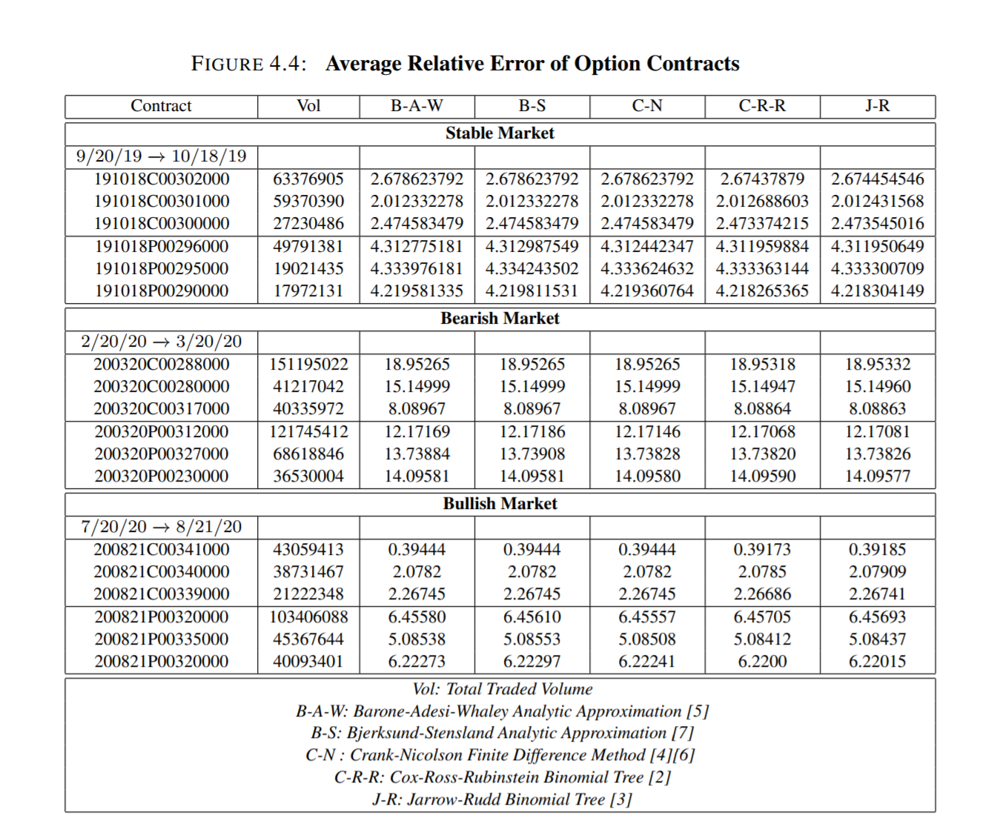 FIGURE 4.4: Average Relative Error of Option Contracts
Contract Vol B-A-W B-S C-N C-R-R J-R
Stable Market
9/20/19 → 10/18/19
191018C00302000 63376905 2.678623792 2.678623792 2.678623792 2.67437879 2.674454546
191018C00301000 59370390 2.012332278 2.012332278 2.012332278 2.012688603 2.012431568
191018C00300000 27230486 2.474583479 2.474583479 2.474583479 2.473374215 2.473545016
191018P00296000 49791381 4.312775181 4.312987549 4.312442347 4.311959884 4.311950649
191018P00295000 19021435 4.333976181 4.334243502 4.333624632 4.333363144 4.333300709
191018P00290000 17972131 4.219581335 4.219811531 4.219360764 4.218265365 4.218304149
Bearish Market
2/20/20 → 3/20/20
200320C00288000 151195022 18.95265 18.95265 18.95265 18.95318 18.95332
200320C00280000 41217042 15.14999 15.14999 15.14999 15.14947 15.14960
200320C00317000 40335972 8.08967 8.08967 8.08967 8.08864 8.08863
200320P00312000 121745412 12.17169 12.17186 12.17146 12.17068 12.17081
200320P00327000 68618846 13.73884 13.73908 13.73828 13.73820 13.73826
200320P00230000 36530004 14.09581 14.09581 14.09580 14.09590 14.09577
Bullish Market
7/20/20 → 8/21/20
200821C00341000 43059413 0.39444 0.39444 0.39444 0.39173 0.39185
200821C00340000 38731467 2.0782 2.0782 2.0782 2.0785 2.07909
200821C00339000 21222348 2.26745 2.26745 2.26745 2.26686 2.26741
200821P00320000 103406088 6.45580 6.45610 6.45557 6.45705 6.45693
200821P00335000 45367644 5.08538 5.08553 5.08508 5.08412 5.08437
200821P00320000 40093401 6.22273 6.22297 6.22241 6.2200 6.22015
Vol: Total Traded Volume
B-A-W: Barone-Adesi-Whaley Analytic Approximation [5]
B-S: Bjerksund-Stensland Analytic Approximation [7]
C-N : Crank-Nicolson Finite Difference Method [4][6]
C-R-R: Cox-Ross-Rubinstein Binomial Tree [2]
J-R: Jarrow-Rudd Binomial Tree [3]